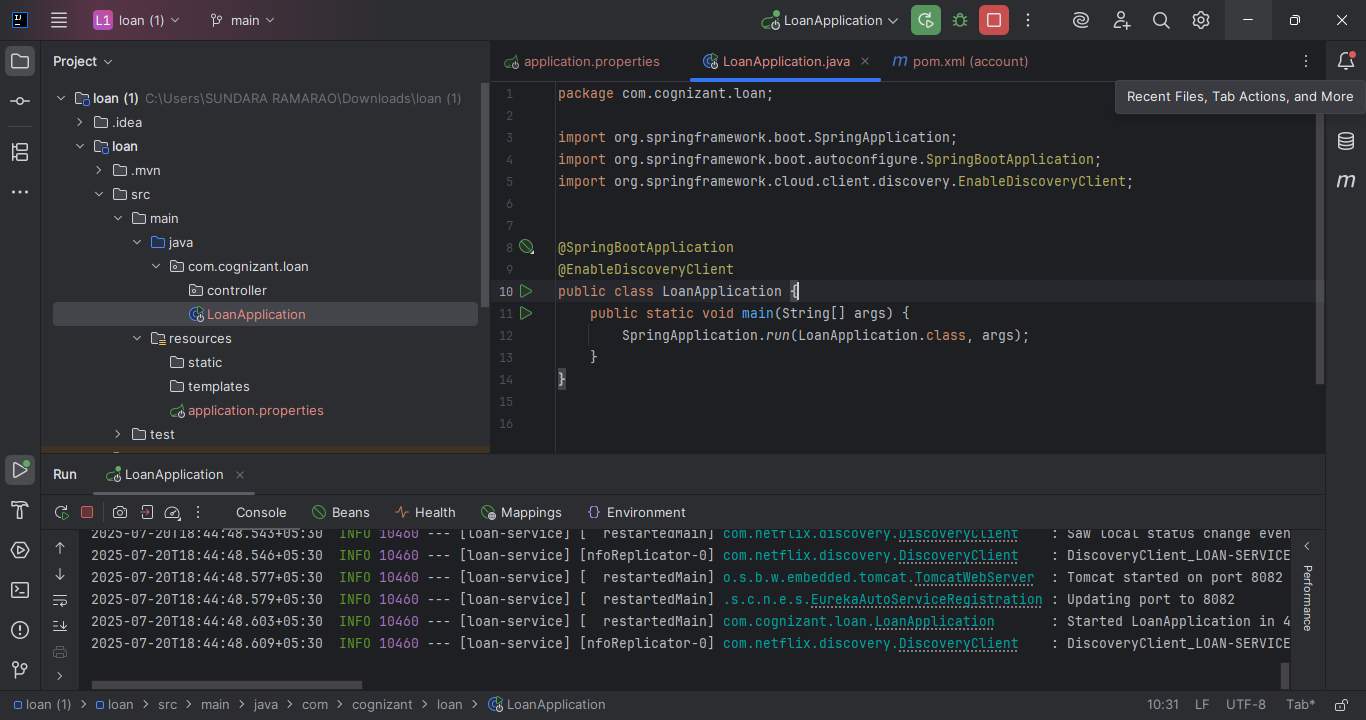 L1 loan (1) main LoanApplication
Project
loan (1) C:\Users\SUNDARA RAMARAO\Downloads\loan (1)
.idea
loan
.mvn
src
main
java
com.cognizant.loan
controller
LoanApplication
resources
static
templates
application.properties
test
application.properties LoanApplication.java pom.xml (account)
Recent Files, Tab Actions, and More
1 package com.cognizant.loan;
2
3 import org.springframework.boot.SpringApplication;
4 import org.springframework.boot.autoconfigure.SpringBootApplication;
5 import org.springframework.cloud.client.discovery.EnableDiscoveryClient;
6
7
8 @SpringBootApplication
9 @EnableDiscoveryClient
10 public class LoanApplication {
11 public static void main(String[] args) {
12 SpringApplication.run(LoanApplication.class, args);
13 }
14 }
15
16
Run LoanApplication
Console Beans Health Mappings Environment
2025-07-20T18:44:48.543+05:30 INFO 10460 --- [loan-service] [ restartedMain] com.netflix.discovery.DiscoveryClient : Saw local status change even
2025-07-20T18:44:48.546+05:30 INFO 10460 --- [loan-service] [nfoReplicator-0] com.netflix.discovery.DiscoveryClient : DiscoveryClient_LOAN-SERVICE
2025-07-20T18:44:48.577+05:30 INFO 10460 --- [loan-service] [ restartedMain] o.s.b.w.embedded.tomcat.TomcatWebServer : Tomcat started on port 8082
2025-07-20T18:44:48.579+05:30 INFO 10460 --- [loan-service] [ restartedMain] .s.c.n.e.s.EurekaAutoServiceRegistration : Updating port to 8082
2025-07-20T18:44:48.603+05:30 INFO 10460 --- [loan-service] [ restartedMain] com.cognizant.loan.LoanApplication : Started LoanApplication in 4
2025-07-20T18:44:48.609+05:30 INFO 10460 --- [loan-service] [nfoReplicator-0] com.netflix.discovery.DiscoveryClient : DiscoveryClient_LOAN-SERVICE
Performance
loan (1) > loan > src > main > java > com > cognizant > loan > LoanApplication 10:31 LF UTF-8 Tab*